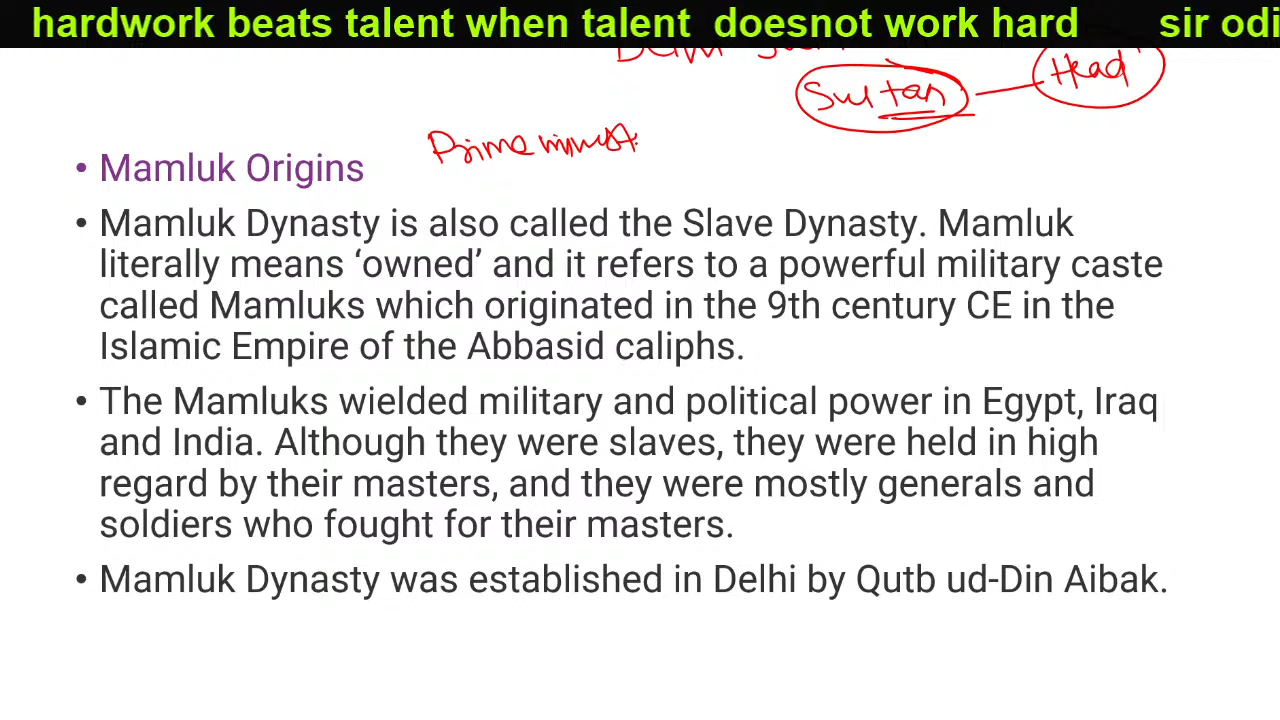 hardwork beats talent when talent doesnot work hard sir odi
Head
Sultan
• Mamluk Origins
• Mamluk Dynasty is also called the Slave Dynasty. Mamluk
literally means ‘owned’ and it refers to a powerful military caste
called Mamluks which originated in the 9th century CE in the
Islamic Empire of the Abbasid caliphs.
• The Mamluks wielded military and political power in Egypt, Iraq
and India. Although they were slaves, they were held in high
regard by their masters, and they were mostly generals and
soldiers who fought for their masters.
• Mamluk Dynasty was established in Delhi by Qutb ud-Din Aibak.